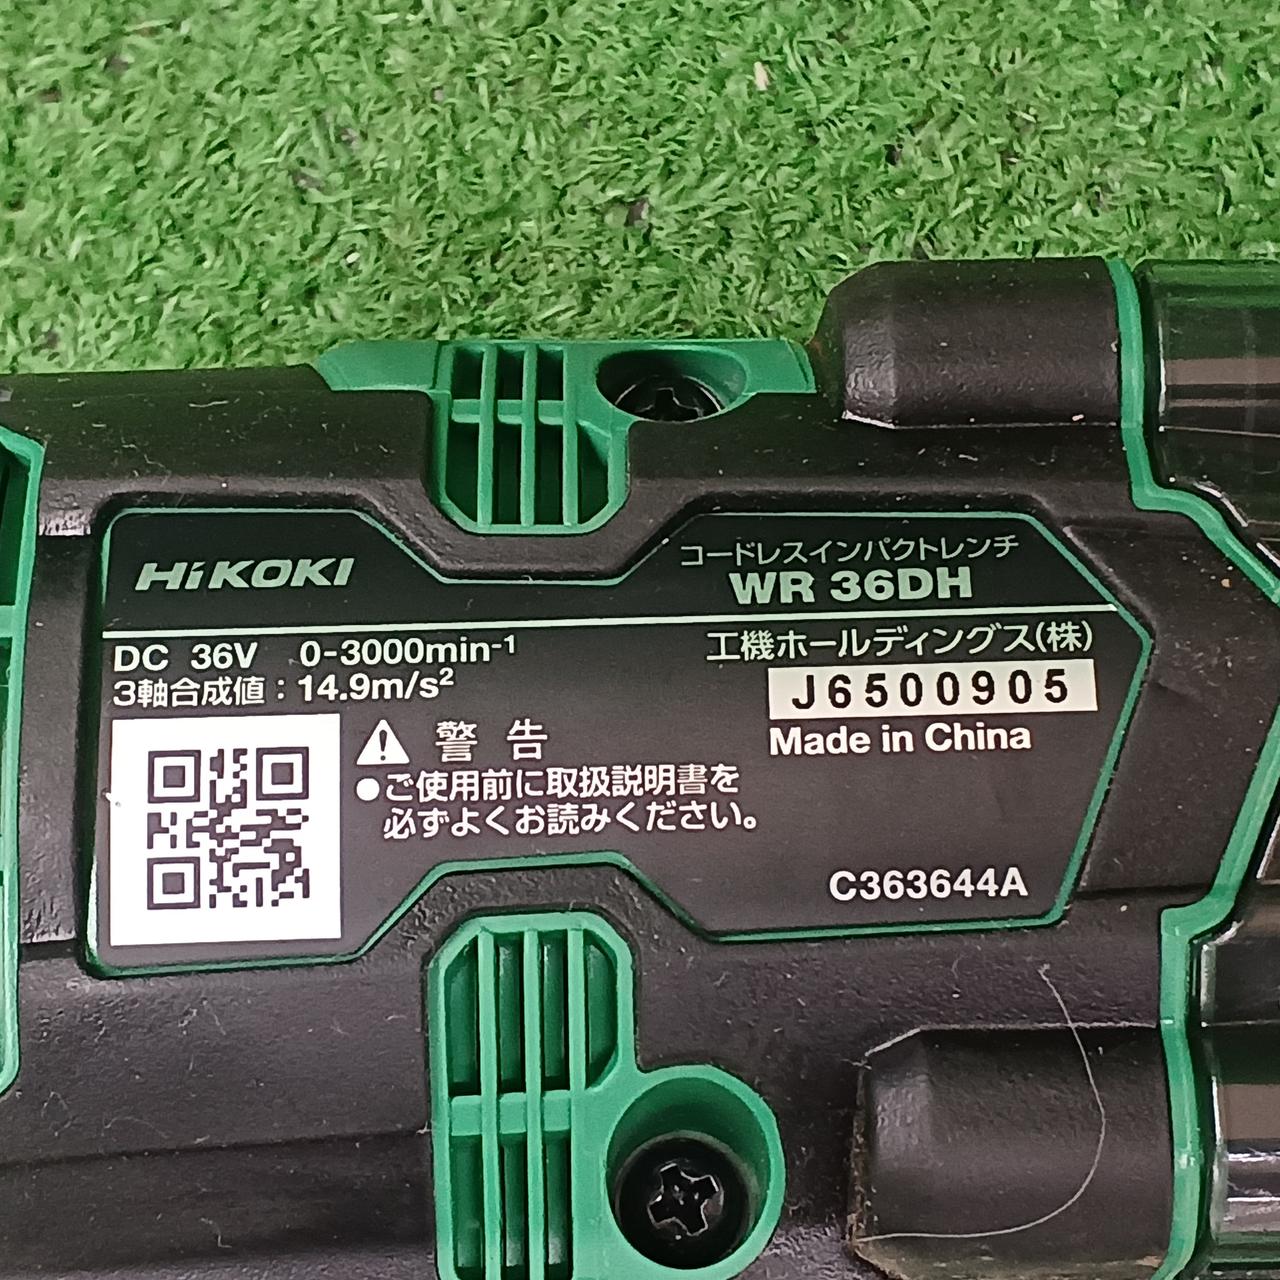 HiKOKI
コードレスインパクトレンチ
WR 36DH
DC 36V 0-3000min⁻¹
工機ホールディングス(株)
3軸合成値：14.9m/s²
J6500905
Made in China
⚠ 警告
●ご使用前に取扱説明書を
必ずよくお読みください。
C363644A